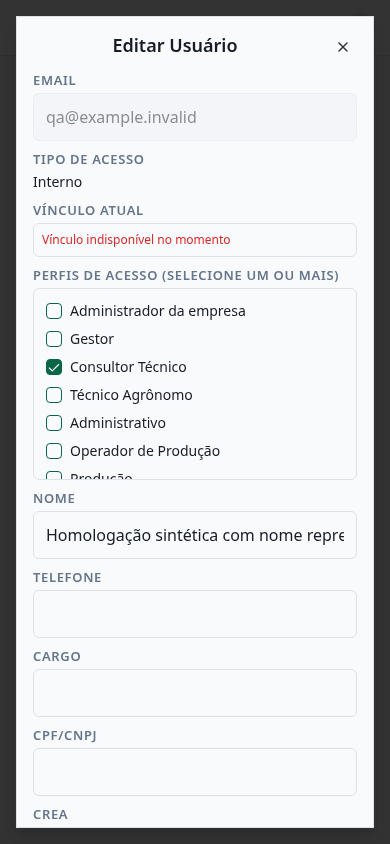 Editar Usuário
EMAIL
qa@example.invalid
TIPO DE ACESSO
Interno
VÍNCULO ATUAL
Vínculo indisponível no momento
PERFIS DE ACESSO (SELECIONE UM OU MAIS)
Administrador da empresa
Gestor
Consultor Técnico
Técnico Agrônomo
Administrativo
Operador de Produção
Produção
NOME
Homologação sintética com nome repre
TELEFONE
CARGO
CPF/CNPJ
CREA